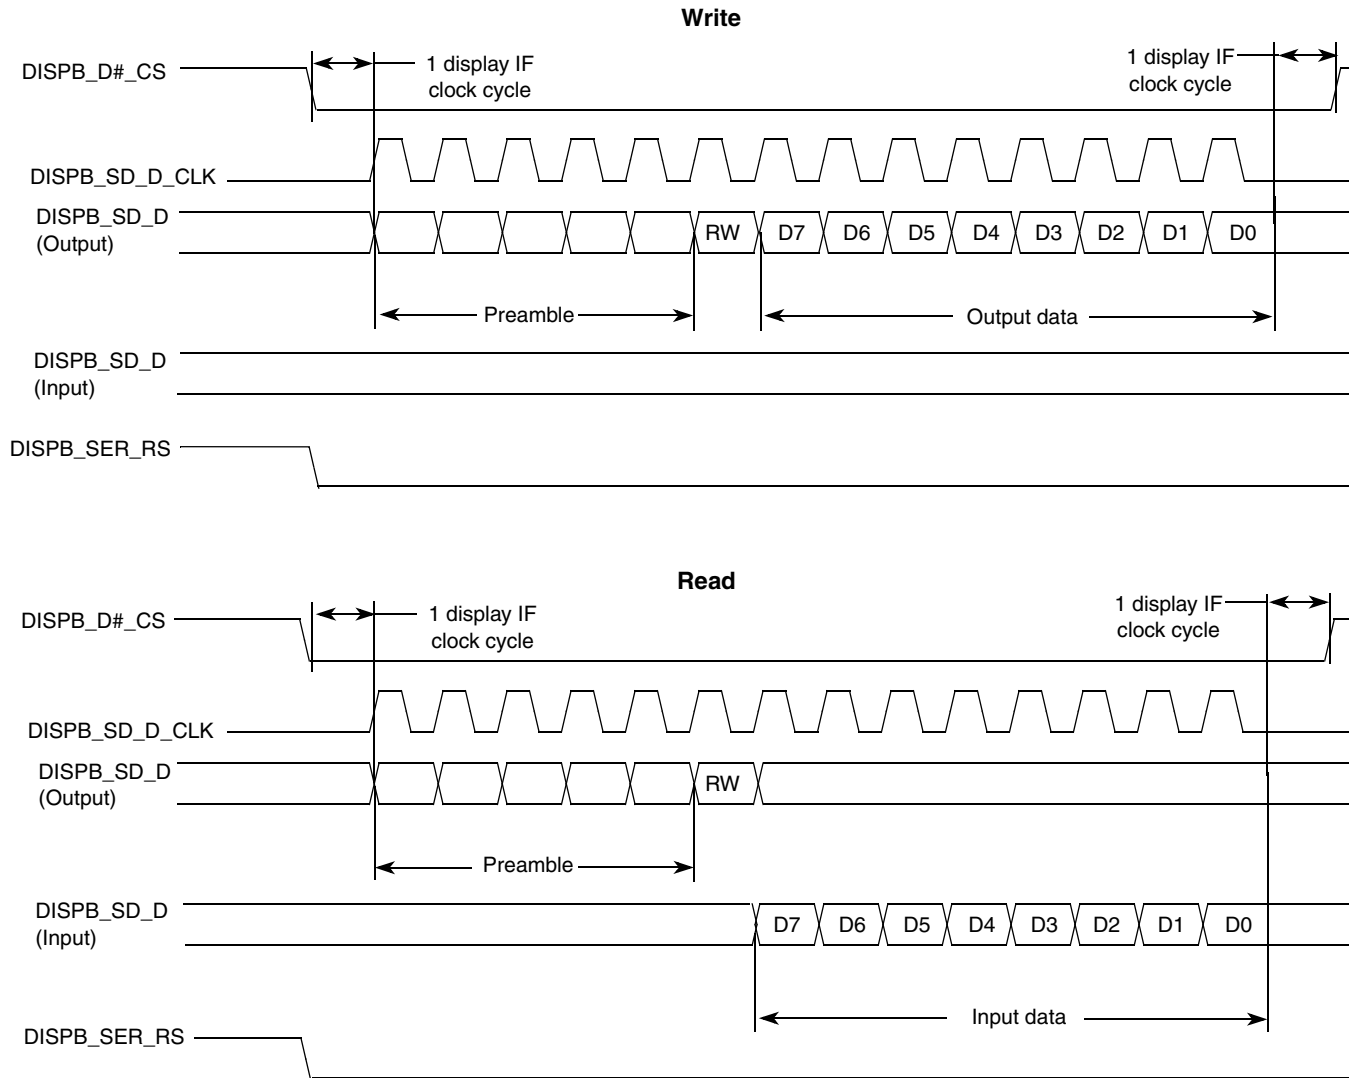 Write
DISPB_D#_CS
1 display IF
clock cycle
1 display IF
clock cycle
DISPB_SD_D_CLK
DISPB_SD_D
(Output)
RW D7 D6 D5 D4 D3 D2 D1 D0
Preamble
Output data
DISPB_SD_D
(Input)
DISPB_SER_RS
Read
DISPB_D#_CS
1 display IF
clock cycle
1 display IF
clock cycle
DISPB_SD_D_CLK
DISPB_SD_D
(Output)
RW
Preamble
DISPB_SD_D
(Input)
D7 D6 D5 D4 D3 D2 D1 D0
Input data
DISPB_SER_RS